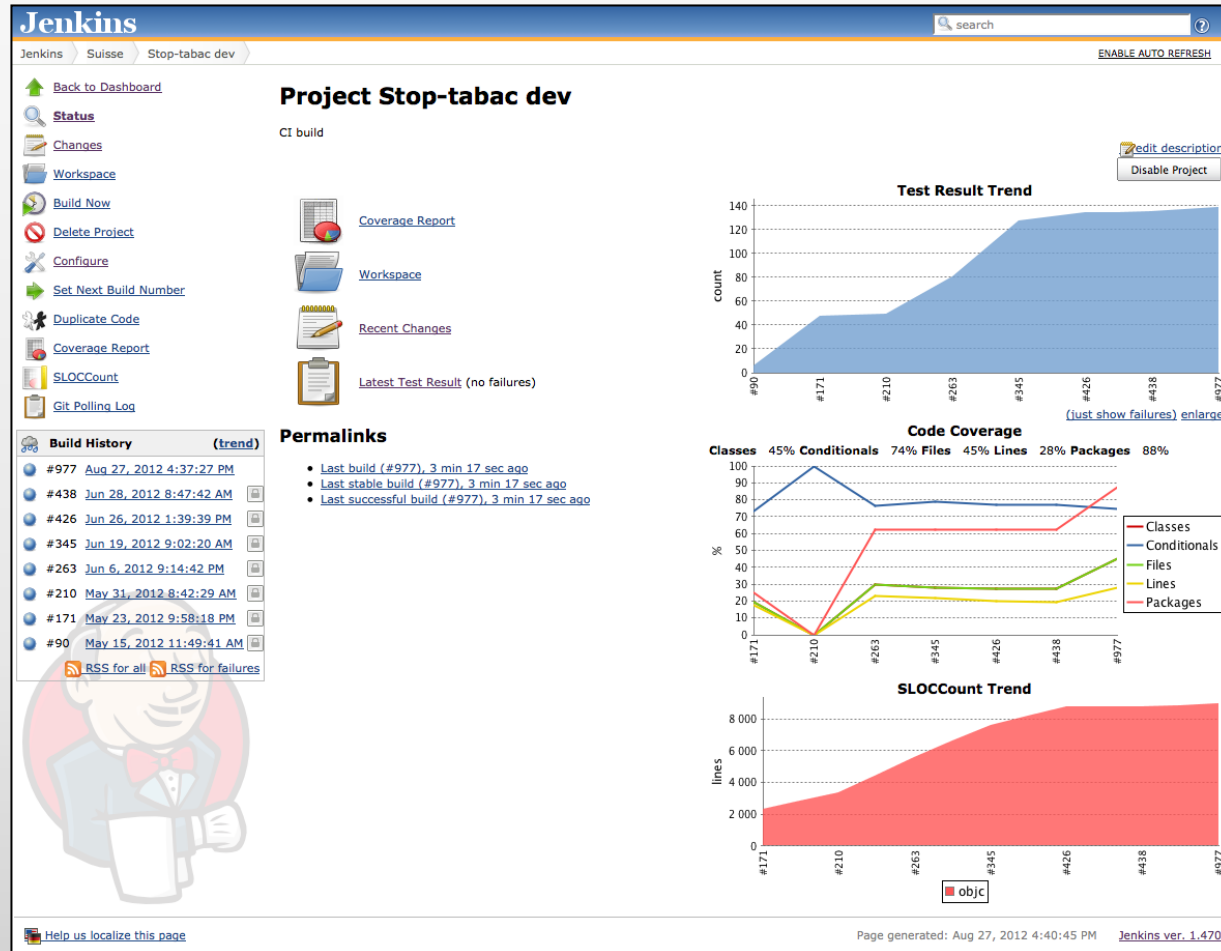 Jenkins
search
?
Jenkins Suisse Stop-tabac dev
ENABLE AUTO REFRESH
Back to Dashboard
Status
Changes
Workspace
Build Now
Delete Project
Configure
Set Next Build Number
Duplicate Code
Coverage Report
SLOCCount
Git Polling Log
Build History (trend)
#977 Aug 27, 2012 4:37:27 PM
#438 Jun 28, 2012 8:47:42 AM
#426 Jun 26, 2012 1:39:39 PM
#345 Jun 19, 2012 9:02:20 AM
#263 Jun 6, 2012 9:14:42 PM
#210 May 31, 2012 8:42:29 AM
#171 May 23, 2012 9:58:18 PM
#90 May 15, 2012 11:49:41 AM
RSS for all RSS for failures
Project Stop-tabac dev
CI build
Coverage Report
Workspace
Recent Changes
Latest Test Result (no failures)
Permalinks
Last build (#977), 3 min 17 sec ago
Last stable build (#977), 3 min 17 sec ago
Last successful build (#977), 3 min 17 sec ago
edit description
Disable Project
Test Result Trend
140
120
100
80
60
40
20
0
count
#90 #171 #210 #263 #345 #426 #438 #977
(just show failures) enlarge
Code Coverage
Classes 45% Conditionals 74% Files 45% Lines 28% Packages 88%
100
90
80
70
60
50
40
30
20
10
0
%
#171 #210 #263 #345 #426 #438 #977
Classes
Conditionals
Files
Lines
Packages
SLOCCount Trend
8 000
6 000
4 000
2 000
0
lines
#171 #210 #263 #345 #426 #438 #977
objc
Help us localize this page
Page generated: Aug 27, 2012 4:40:45 PM Jenkins ver. 1.470